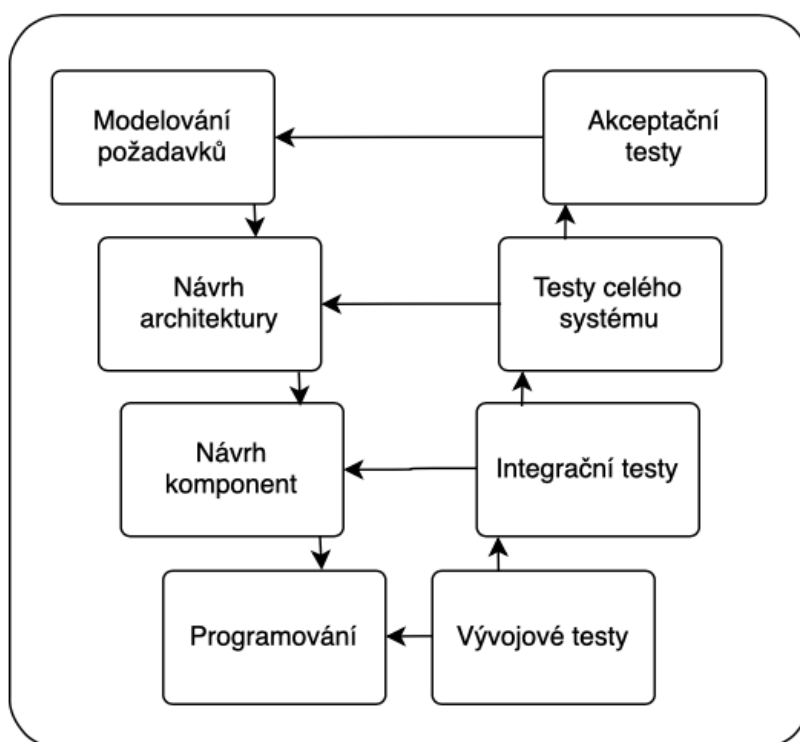 Modelování
požadavků
Akceptační
testy
Návrh
architektury
Testy celého
systému
Návrh
komponent
Integrační testy
Programování
Vývojové testy